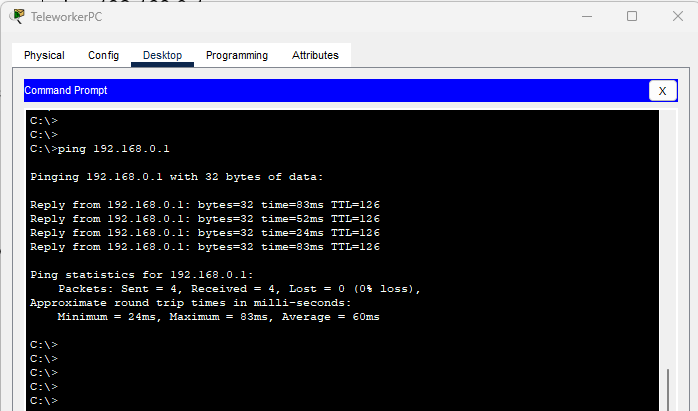 TeleworkerPC
Physical Config Desktop Programming Attributes
Command Prompt X
C:\>
C:\>
C:\>ping 192.168.0.1
Pinging 192.168.0.1 with 32 bytes of data:
Reply from 192.168.0.1: bytes=32 time=83ms TTL=126
Reply from 192.168.0.1: bytes=32 time=52ms TTL=126
Reply from 192.168.0.1: bytes=32 time=24ms TTL=126
Reply from 192.168.0.1: bytes=32 time=83ms TTL=126
Ping statistics for 192.168.0.1:
Packets: Sent = 4, Received = 4, Lost = 0 (0% loss),
Approximate round trip times in milli-seconds:
Minimum = 24ms, Maximum = 83ms, Average = 60ms
C:\>
C:\>
C:\>
C:\>
C:\>